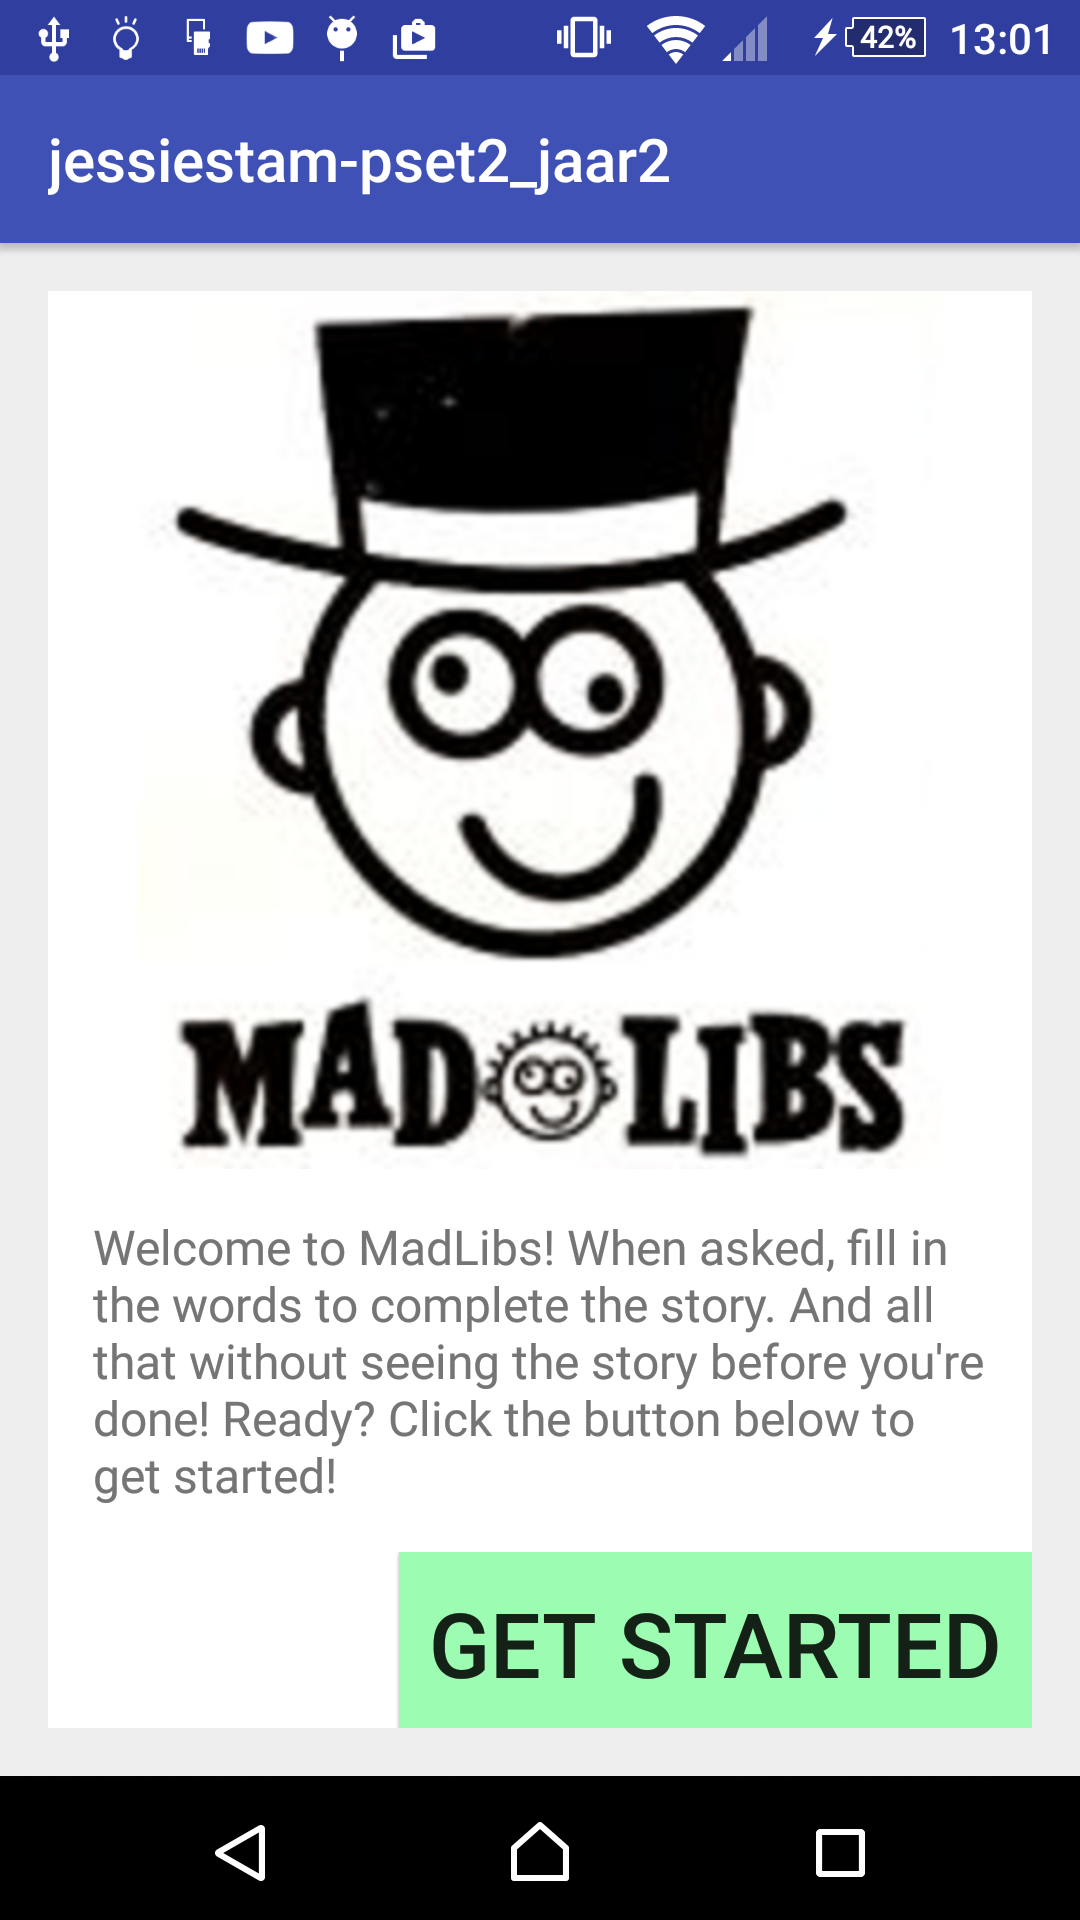 42% 13:01
jessiestam-pset2_jaar2
MAD LIBS
Welcome to MadLibs! When asked, fill in
the words to complete the story. And all
that without seeing the story before you're
done! Ready? Click the button below to
get started!
GET STARTED